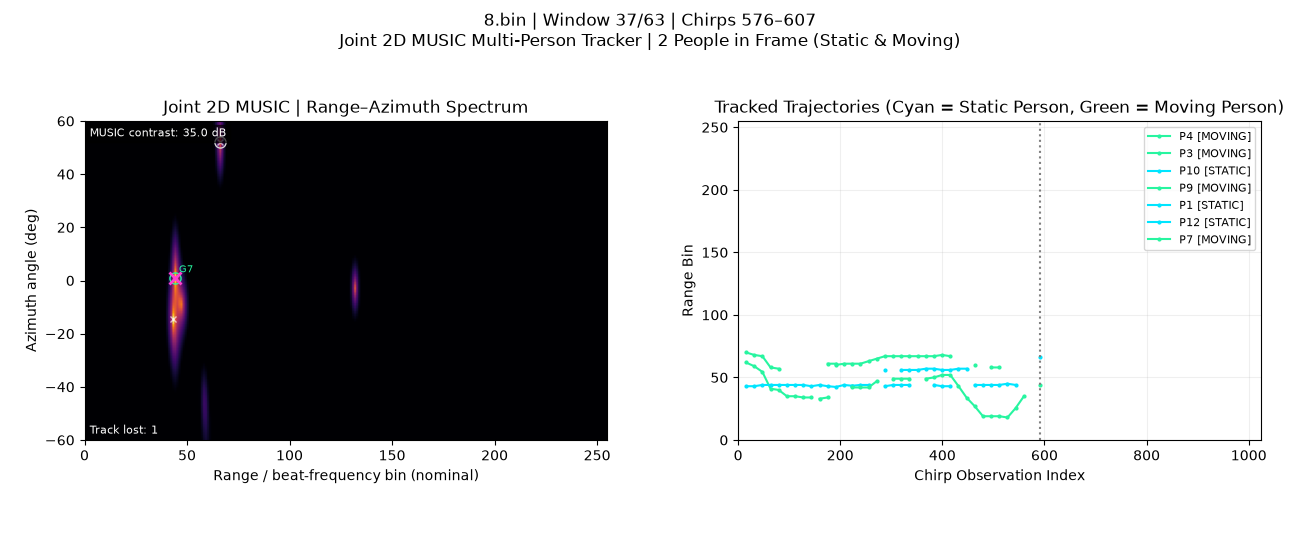 8.bin | Window 37/63 | Chirps 576–607
Joint 2D MUSIC Multi-Person Tracker | 2 People in Frame (Static & Moving)
Joint 2D MUSIC | Range–Azimuth Spectrum
MUSIC contrast: 35.0 dB
G7
Track lost: 1
60
40
20
0
−20
−40
−60
Azimuth angle (deg)
0
50
100
150
200
250
Range / beat-frequency bin (nominal)
Tracked Trajectories (Cyan = Static Person, Green = Moving Person)
P4 [MOVING]
P3 [MOVING]
P10 [STATIC]
P9 [MOVING]
P1 [STATIC]
P12 [STATIC]
P7 [MOVING]
250
200
150
100
50
0
Range Bin
0
200
400
600
800
1000
Chirp Observation Index